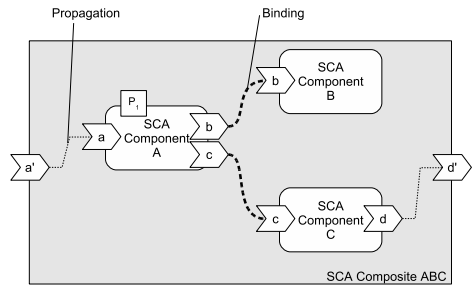 Propagation
Binding
SCA
Component
B
b
P1
SCA
Component
A
a
b
c
a'
d'
SCA
Component
C
c
d
SCA Composite ABC